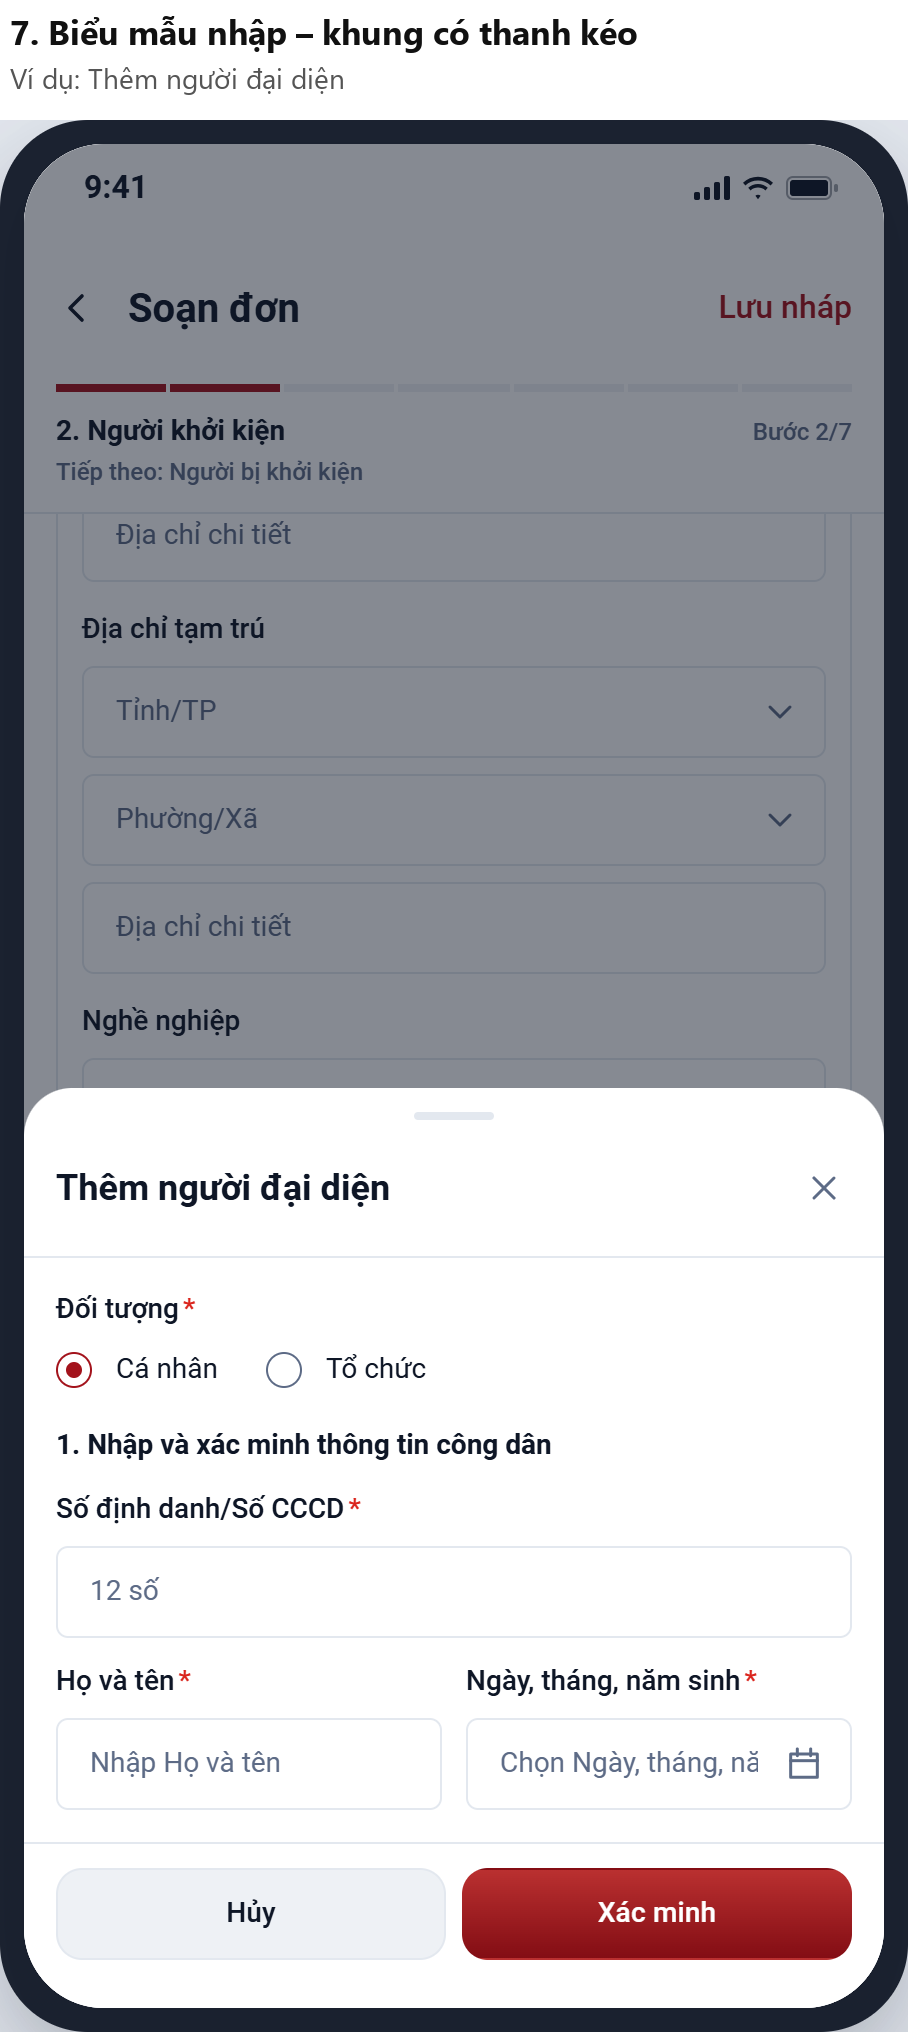 7. Biểu mẫu nhập – khung có thanh kéo
Ví dụ: Thêm người đại diện
9:41
Soạn đơn
Lưu nháp
2. Người khởi kiện
Bước 2/7
Tiếp theo: Người bị khởi kiện
Địa chỉ chi tiết
Địa chỉ tạm trú
Tỉnh/TP
Phường/Xã
Địa chỉ chi tiết
Nghề nghiệp
Thêm người đại diện
Đối tượng *
Cá nhân
Tổ chức
1. Nhập và xác minh thông tin công dân
Số định danh/Số CCCD *
12 số
Họ và tên *
Ngày, tháng, năm sinh *
Nhập Họ và tên
Chọn Ngày, tháng, nă
Hủy
Xác minh